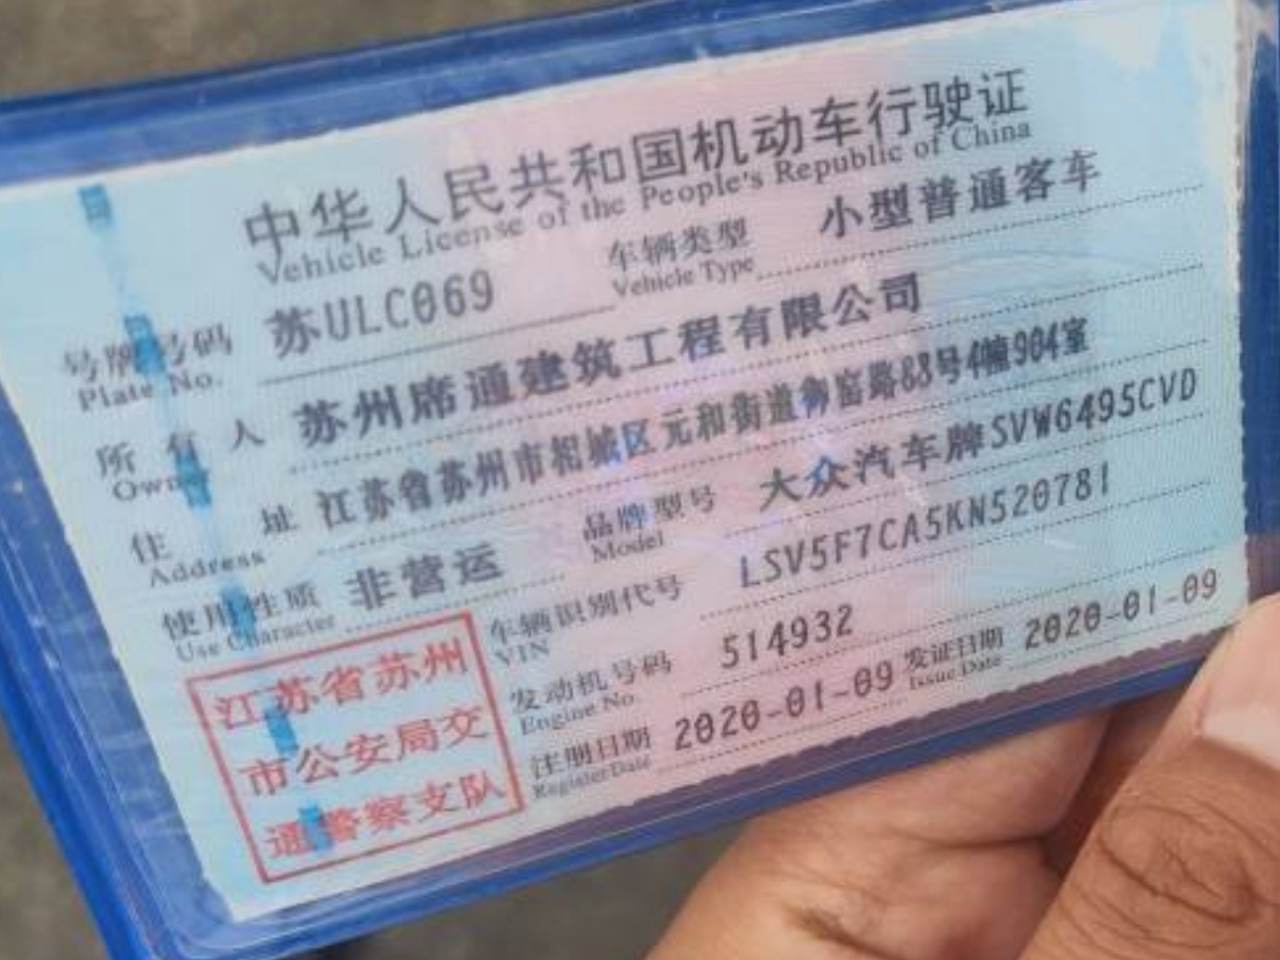 中华人民共和国机动车行驶证
Vehicle License of the People's Republic of China
号牌号码 苏ULC069 车辆类型 小型普通客车
Plate No. Vehicle Type
所有人 苏州席通建筑工程有限公司
Owner
住址 江苏省苏州市相城区元和街道御窑路88号4幢904室
Address
使用性质 非营运 品牌型号 大众汽车牌SVW6495CVD
Use Character Model
车辆识别代号 LSV5F7CA5KN520781
VIN
发动机号码 514932
Engine No.
注册日期 2020-01-09 发证日期 2020-01-09
Register Date Issue Date
江苏省苏州
市公安局交
通警察支队